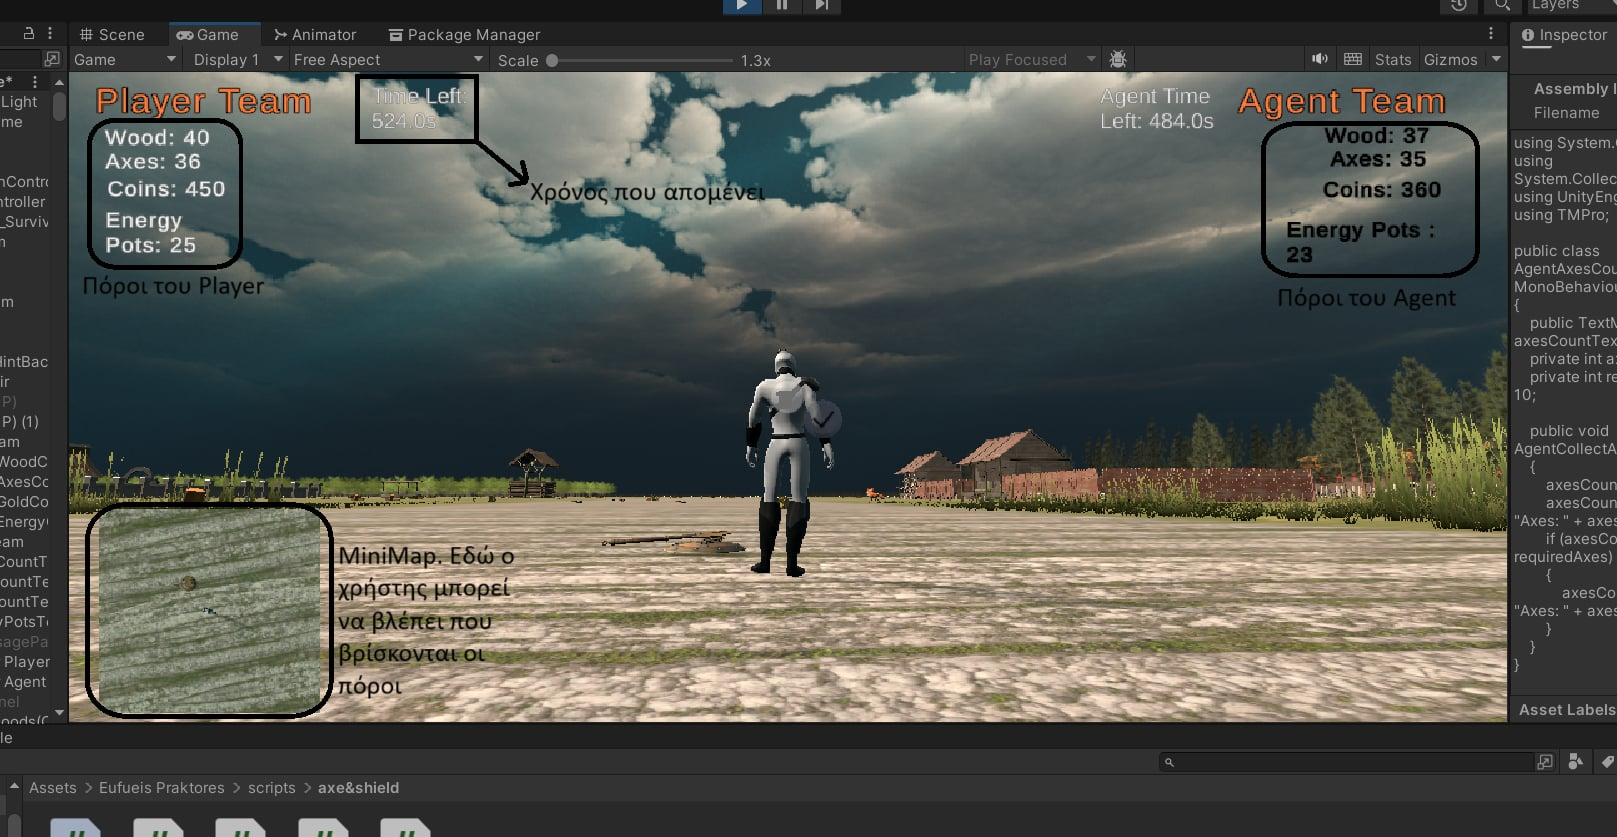 Layers
Scene
Game
Animator
Package Manager
Inspector
Game
Display 1
Free Aspect
Scale
1.3x
Play Focused
Stats
Gizmos
Player Team
Time Left:
524.0s
Agent Time
Left: 484.0s
Agent Team
Wood: 40
Axes: 36
Coins: 450
Energy
Pots: 25
Πόροι του Player
Χρόνος που απομένει
Wood: 37
Axes: 35
Coins: 360
Energy Pots :
23
Πόροι του Agent
MiniMap. Εδώ ο
χρήστης μπορεί
να βλέπει που
βρίσκονται οι
πόροι
Light
P)
P) (1)
Player
Agent
Assembly I
Filename
using System.
using
System.Collec
using UnityEng
using TMPro;
public class
AgentAxesCou
MonoBehaviou
{
public TextM
axesCountTex
private int a
private int re
10;
public void
AgentCollectA
{
axesCoun
axesCoun
"Axes: " + axes
if (axesCo
requiredAxes)
{
axesCo
"Axes: " + axes
}
}
}
Asset Labels
Assets > Eufueis Praktores > scripts > axe&shield